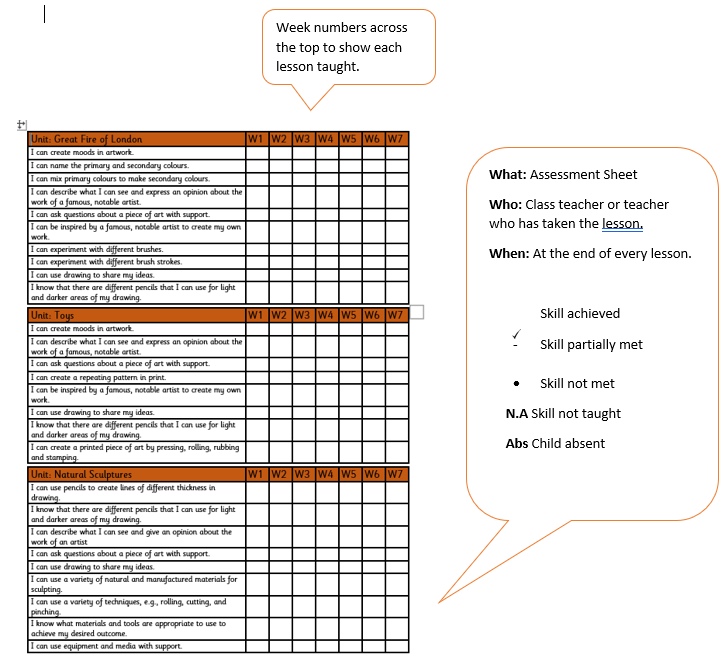 Week numbers across
the top to show each
lesson taught.
Unit: Great Fire of London W1 W2 W3 W4 W5 W6 W7
I can create moods in artwork.
I can name the primary and secondary colours.
I can mix primary colours to make secondary colours.
I can describe what I can see and express an opinion about the
work of a famous, notable artist.
I can ask questions about a piece of art with support.
I can be inspired by a famous, notable artist to create my own
work.
I can experiment with different brushes.
I can experiment with different brush strokes.
I can use drawing to share my ideas.
I know that there are different pencils that I can use for light
and darker areas of my drawing.
Unit: Toys W1 W2 W3 W4 W5 W6 W7
I can create moods in artwork.
I can describe what I can see and express an opinion about the
work of a famous, notable artist.
I can ask questions about a piece of art with support.
I can create a repeating pattern in print.
I can be inspired by a famous, notable artist to create my own
work.
I can use drawing to share my ideas.
I know that there are different pencils that I can use for light
and darker areas of my drawing.
I can create a printed piece of art by pressing, rolling, rubbing
and stamping.
Unit: Natural Sculptures W1 W2 W3 W4 W5 W6 W7
I can use pencils to create lines of different thickness in
drawing.
I know that there are different pencils that I can use for light
and darker areas of my drawing.
I can describe what I can see and give an opinion about the
work of an artist
I can ask questions about a piece of art with support.
I can use drawing to share my ideas.
I can use a variety of natural and manufactured materials for
sculpting.
I can use a variety of techniques, e.g., rolling, cutting, and
pinching.
I know what materials and tools are appropriate to use to
achieve my desired outcome.
I can use equipment and media with support.
What: Assessment Sheet
Who: Class teacher or teacher
who has taken the lesson.
When: At the end of every lesson.
Skill achieved
✓
- Skill partially met
• Skill not met
N.A Skill not taught
Abs Child absent